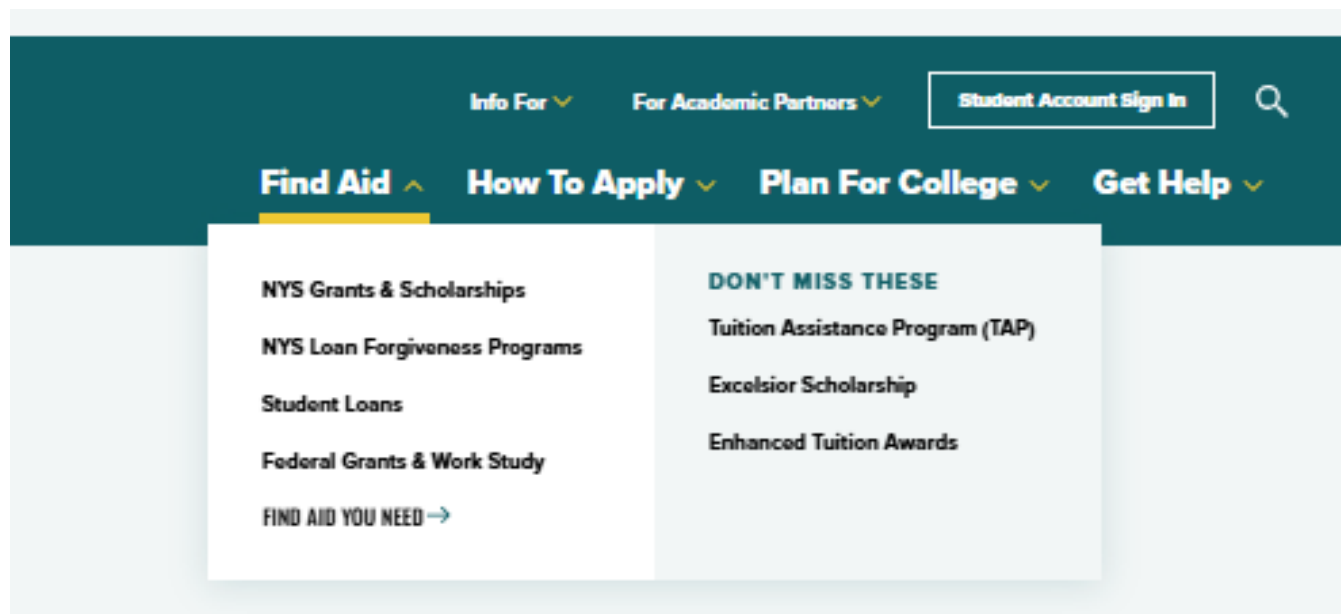 Info For
For Academic Partners
Student Account Sign In
Find Aid
How To Apply
Plan For College
Get Help
NYS Grants & Scholarships
NYS Loan Forgiveness Programs
Student Loans
Federal Grants & Work Study
FIND AID YOU NEED→
DON'T MISS THESE
Tuition Assistance Program (TAP)
Excelsior Scholarship
Enhanced Tuition Awards